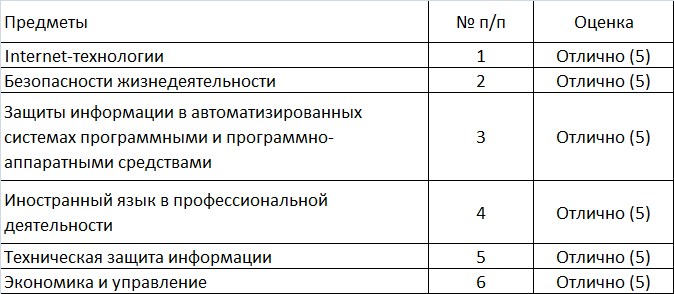 Предметы № п/п Оценка
Internet-технологии 1 Отлично (5)
Безопасности жизнедеятельности 2 Отлично (5)
Защиты информации в автоматизированных
системах программными и программно-
аппаратными средствами 3 Отлично (5)
Иностранный язык в профессиональной
деятельности 4 Отлично (5)
Техническая защита информации 5 Отлично (5)
Экономика и управление 6 Отлично (5)